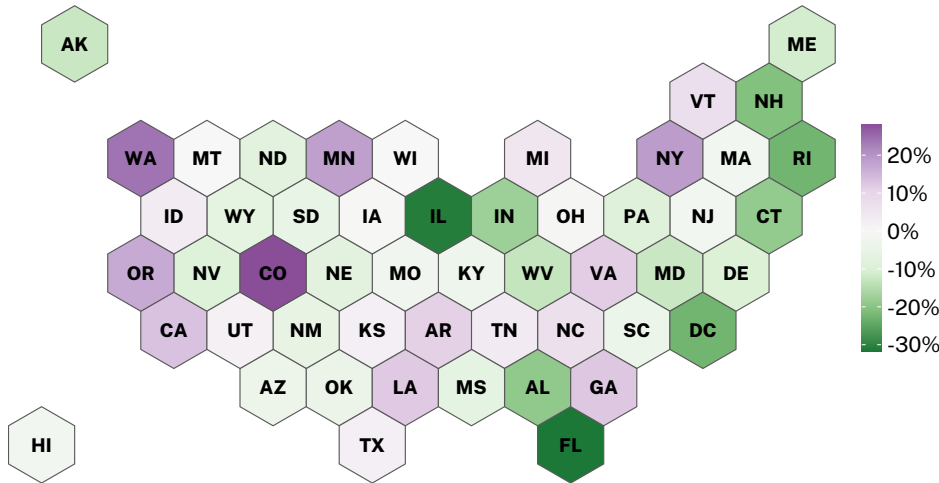 AK
ME
VT NH
WA MT ND MN WI MI NY MA RI
ID WY SD IA IL IN OH PA NJ CT
OR NV CO NE MO KY WV VA MD DE
CA UT NM KS AR TN NC SC DC
AZ OK LA MS AL GA
HI TX FL
20%
10%
0%
-10%
-20%
-30%